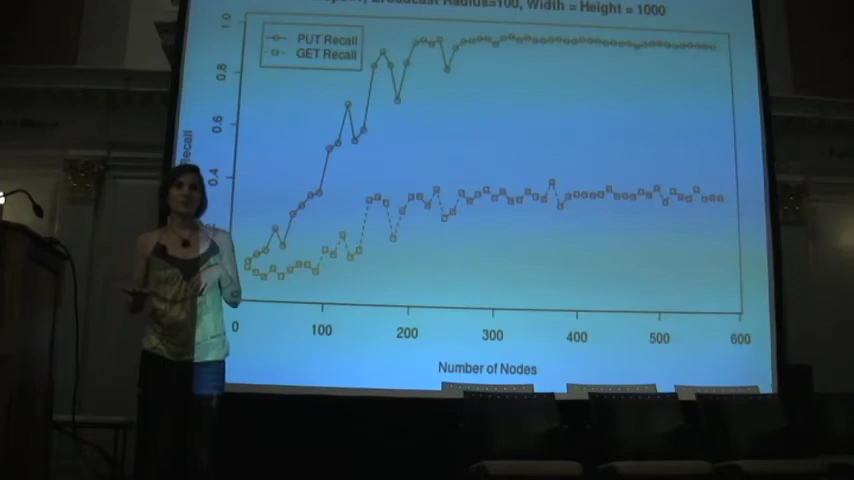 Broadcast Radius=100, Width = Height = 1000
PUT Recall
GET Recall
1.0
0.8
0.6
0.4
Recall
0
100
200
300
400
500
600
Number of Nodes